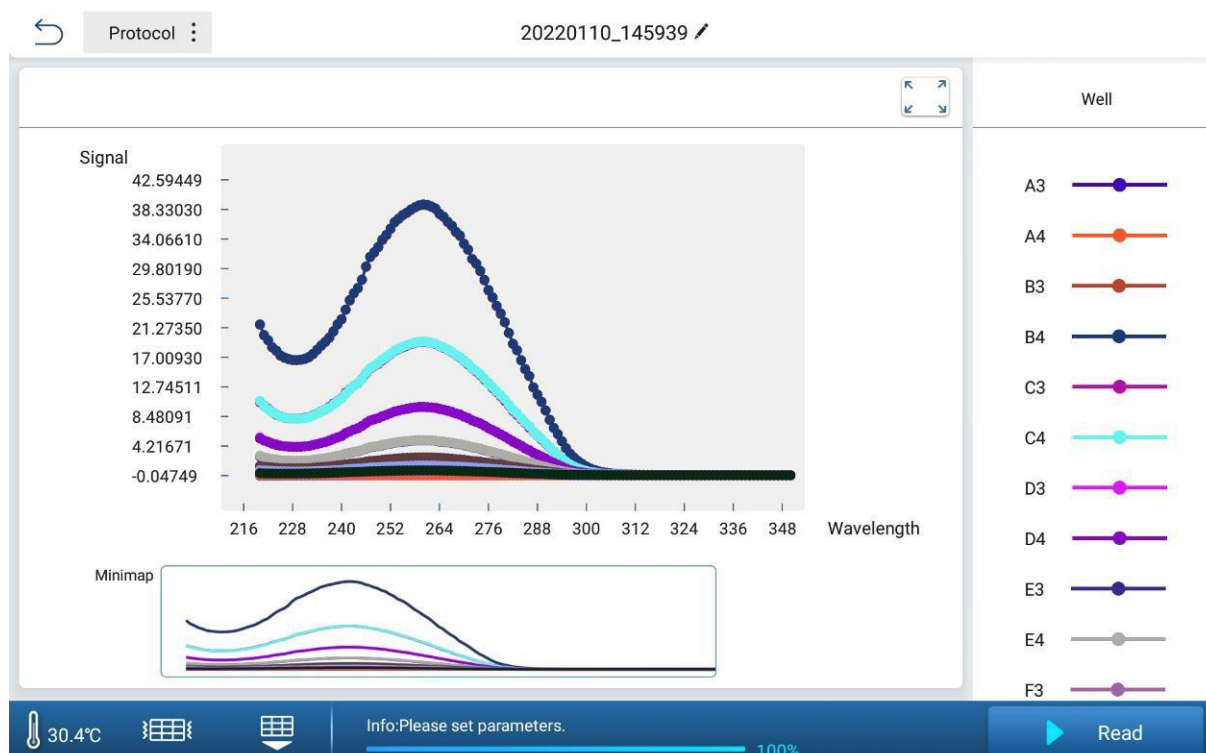 Protocol
20220110_145939
Well
Signal
42.59449
38.33030
34.06610
29.80190
25.53770
21.27350
17.00930
12.74511
8.48091
4.21671
-0.04749
216 228 240 252 264 276 288 300 312 324 336 348 Wavelength
Minimap
A3
A4
B3
B4
C3
C4
D3
D4
E3
E4
F3
30.4℃
Info:Please set parameters.
100%
Read